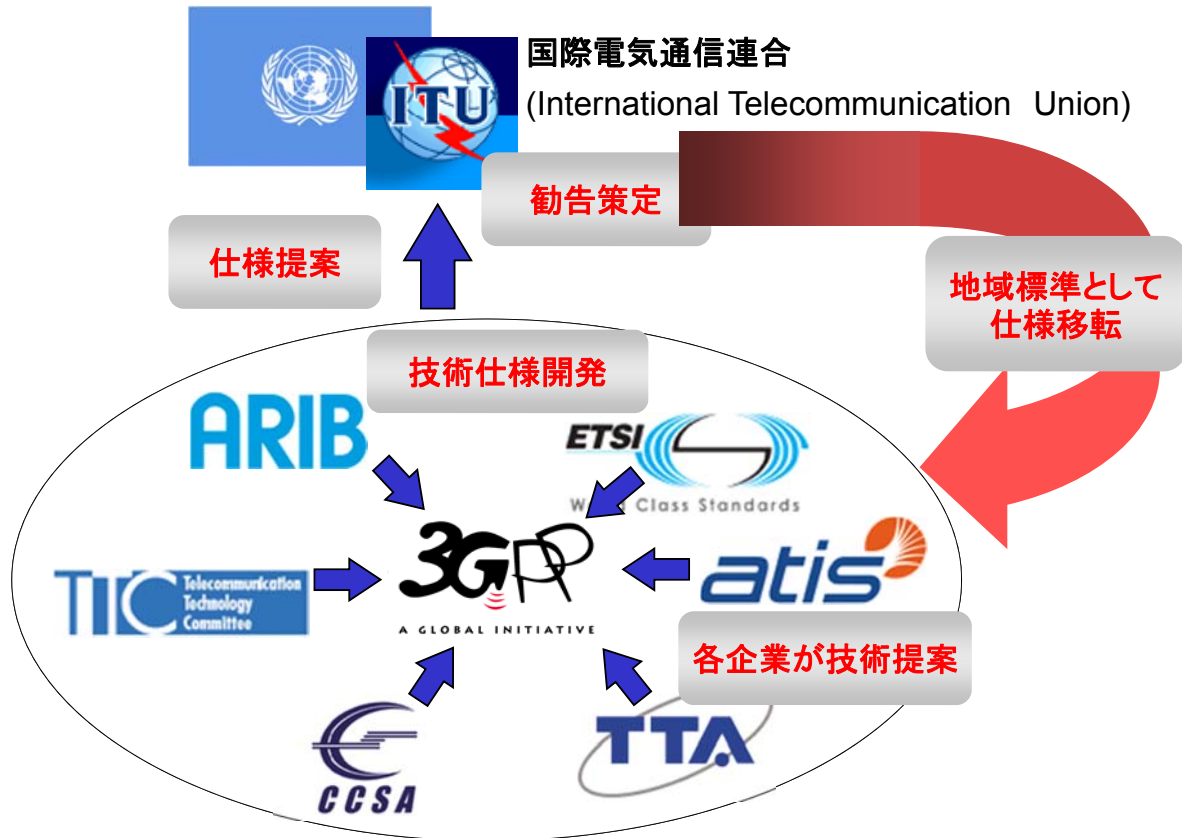 国際電気通信連合
(International Telecommunication Union)
ITU
勧告策定
仕様提案
地域標準として
仕様移転
技術仕様開発
ARIB
ETSI
World Class Standards
3GPP
A GLOBAL INITIATIVE
TTC
Telecommunication
Technology
Committee
atis
各企業が技術提案
CCSA
TTA